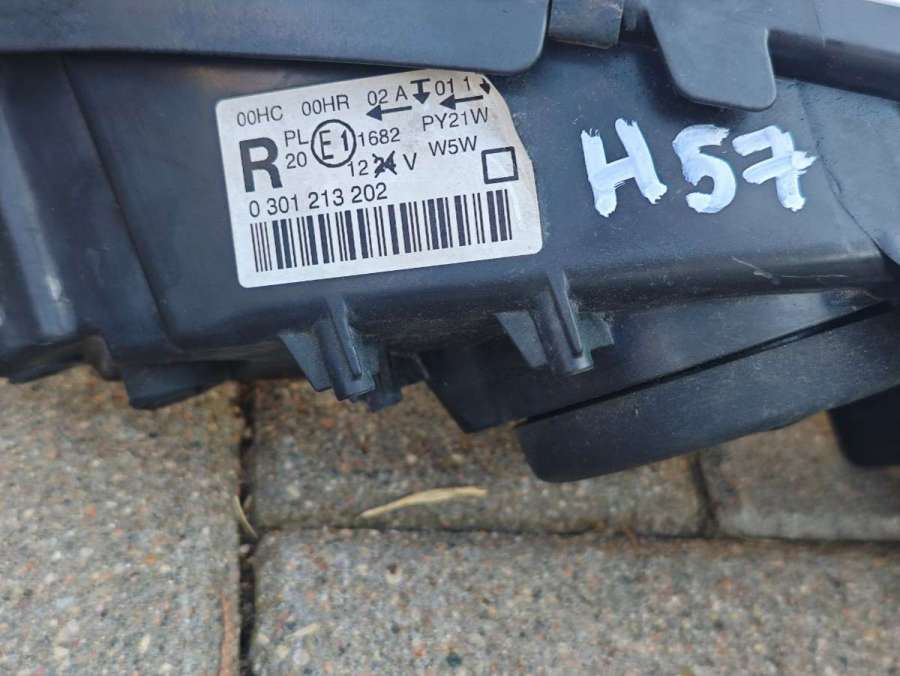 00HC 00HR 02 A 01 1
R PL E1 1682 PY21W
20 12 24 V W5W
0 301 213 202
H57